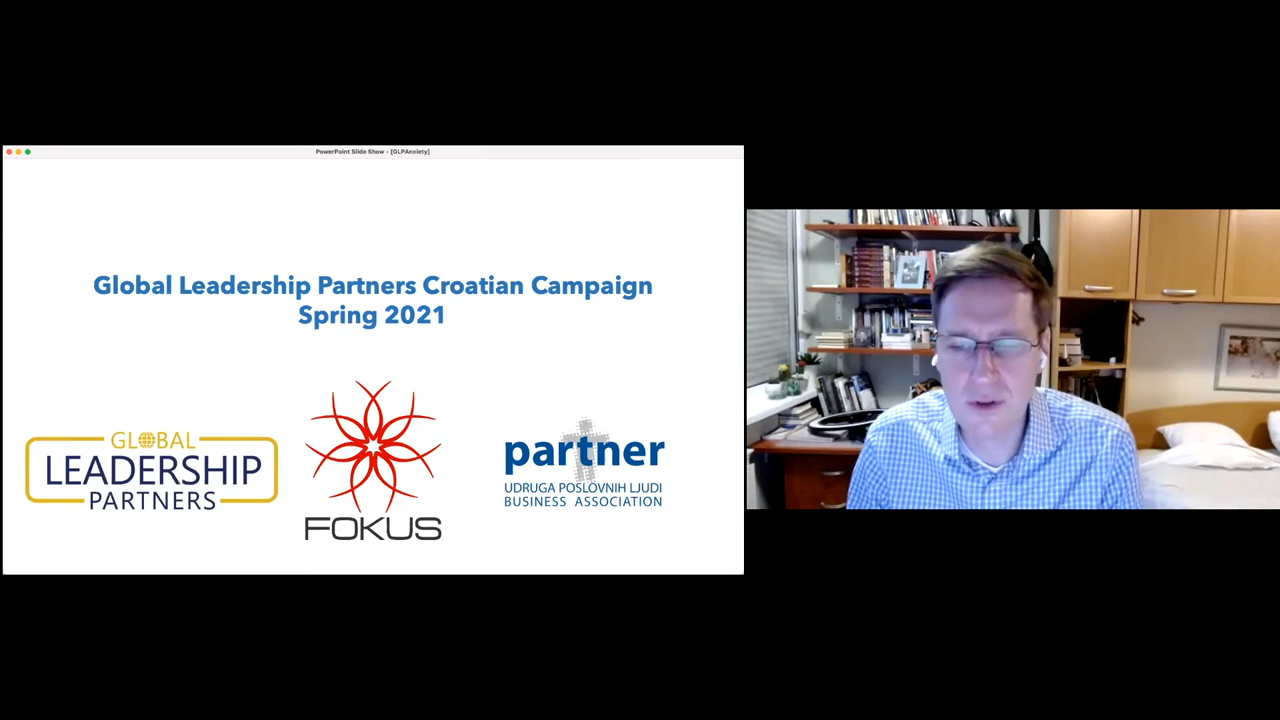 PowerPoint Slide Show - [GLPAnxiety]
Global Leadership Partners Croatian Campaign
Spring 2021
GLOBAL
LEADERSHIP
PARTNERS
FOKUS
partner
UDRUGA POSLOVNIH LJUDI
BUSINESS ASSOCIATION